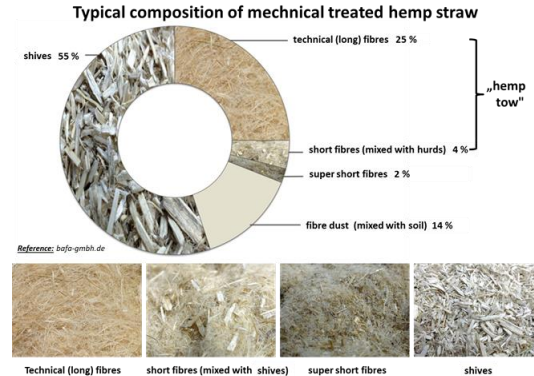 Typical composition of mechnical treated hemp straw
shives 55 %
technical (long) fibres 25 %
„hemp
tow"
short fibres (mixed with hurds) 4 %
super short fibres 2 %
fibre dust (mixed with soil) 14 %
Reference: bafa-gmbh.de
Technical (long) fibres
short fibres (mixed with shives)
super short fibres
shives